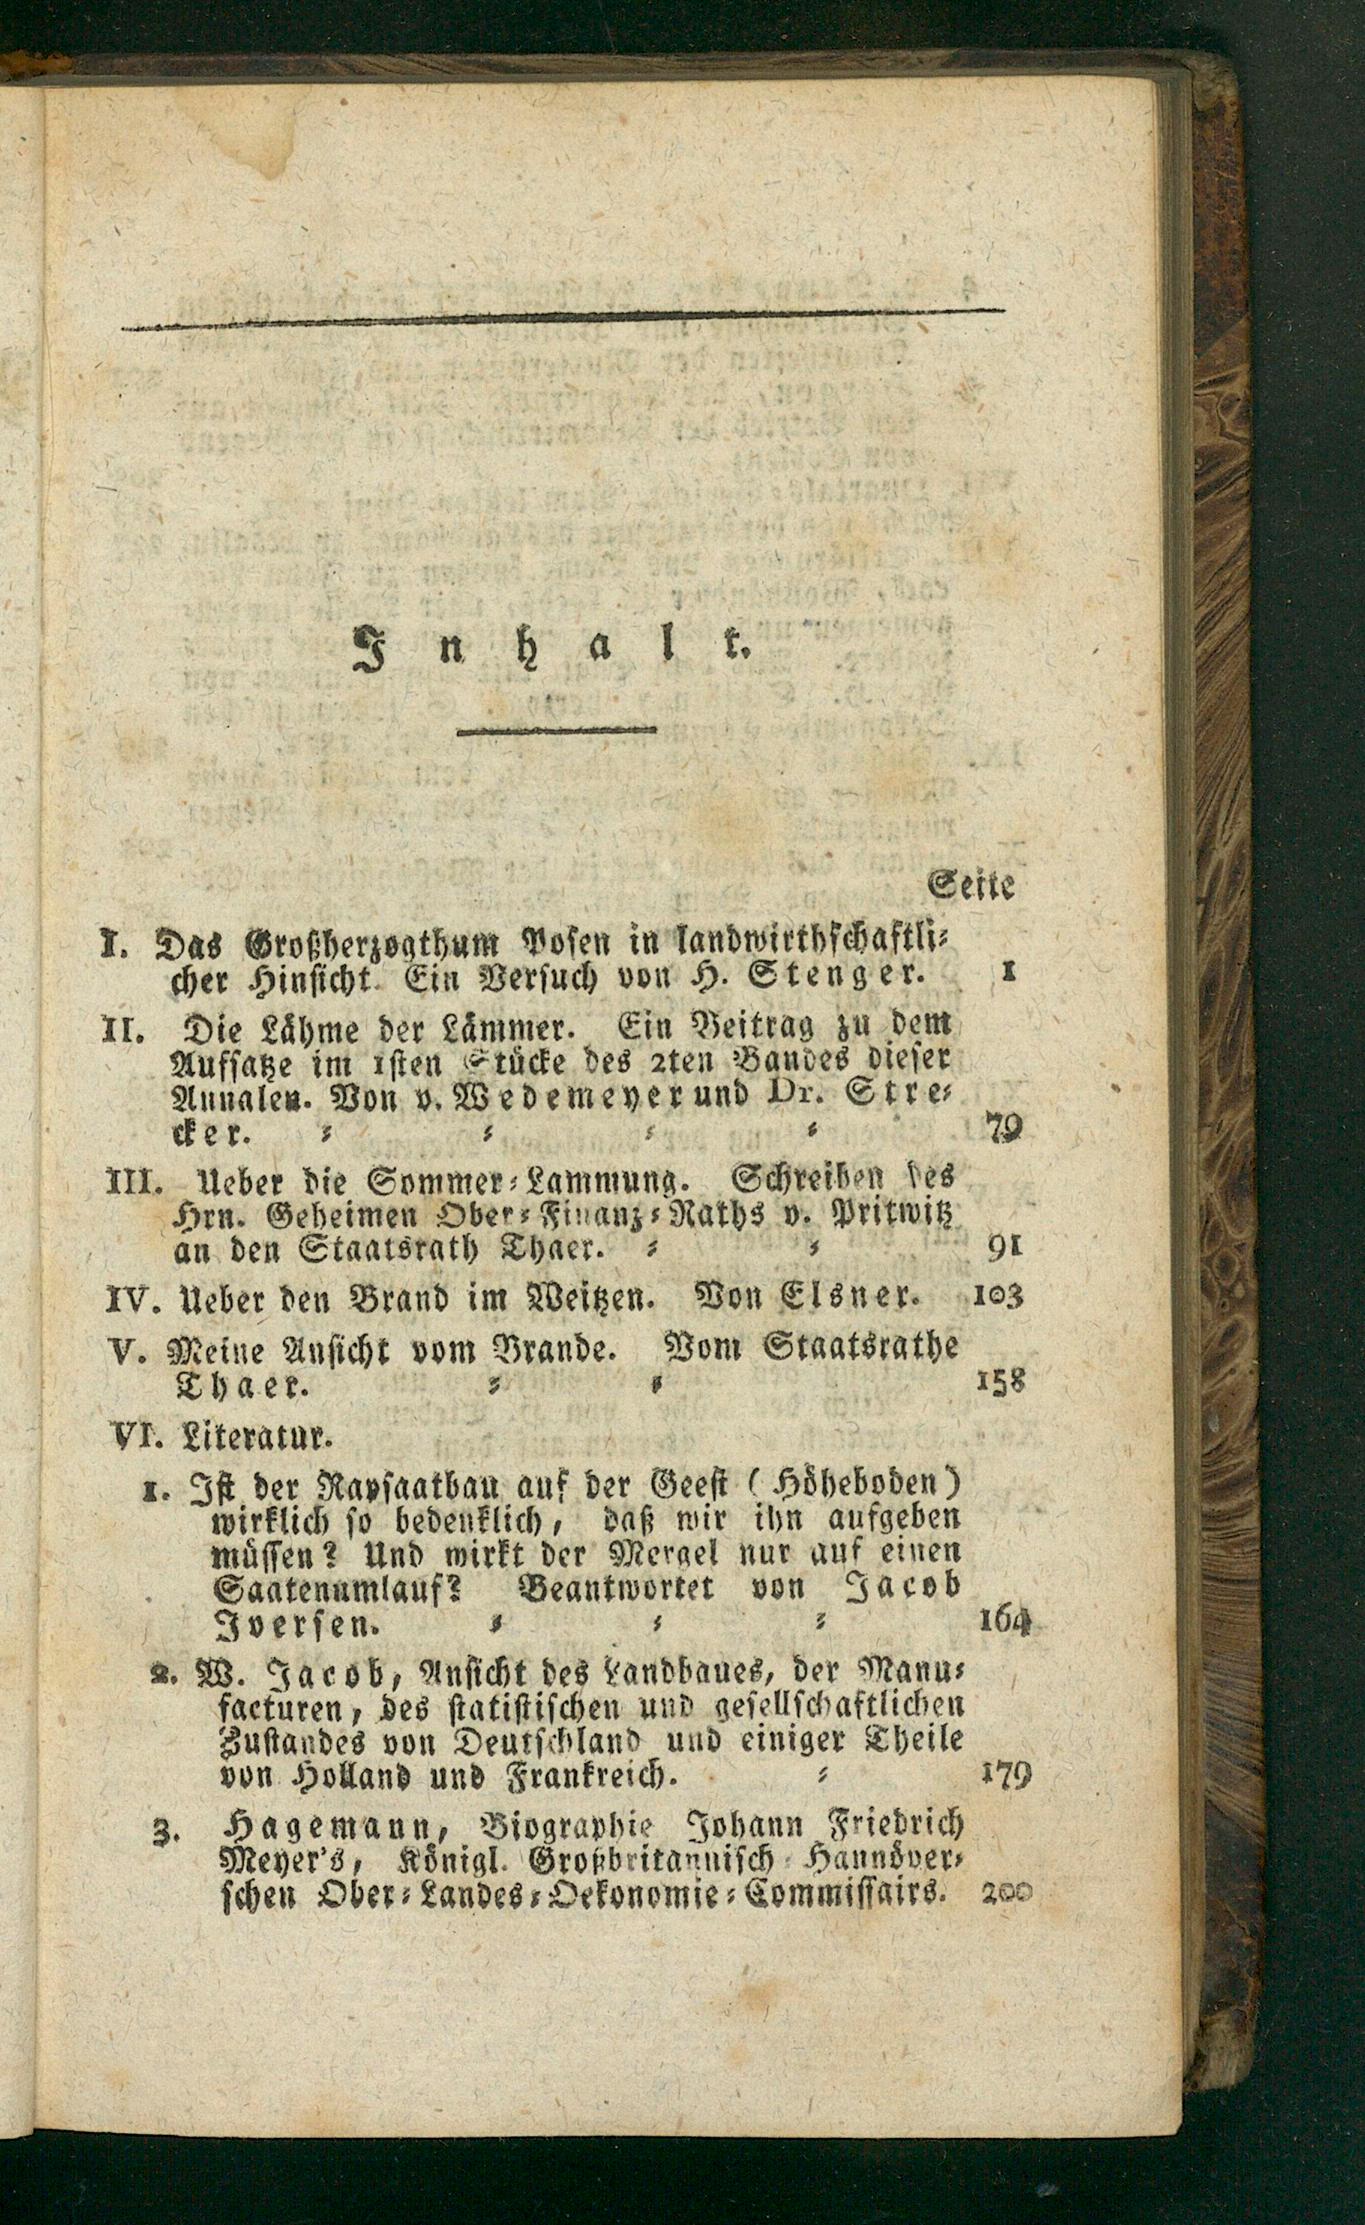 Inhalt.
Seite
I. Das Großherzogthum Posen in landwirthschaftli-
cher Hinsicht. Ein Versuch von H. Stenger. 1
II. Die Lähme der Lämmer. Ein Beitrag zu dem
Aufsatze im 1sten Stücke des 2ten Bandes dieser
Annalen. Von v. Wedemeyer und Dr. Stre-
cker. 79
III. Ueber die Sommer-Lammung. Schreiben des
Hrn. Geheimen Ober-Finanz-Raths v. Pritwitz
an den Staatsrath Thaer. 91
IV. Ueber den Brand im Weitzen. Von Elsner. 103
V. Meine Ansicht vom Brande. Vom Staatsrathe
Thaer. 158
VI. Literatur.
1. Ist der Rapsaatbau auf der Geest (Höheboden)
wirklich so bedenklich, daß wir ihn aufgeben
müssen? Und wirkt der Mergel nur auf einen
Saatenumlauf? Beantwortet von Jacob
Iversen. 164
2. W. Jacob, Ansicht des Landbaues, der Manu-
facturen, des statistischen und gesellschaftlichen
Zustandes von Deutschland und einiger Theile
von Holland und Frankreich. 179
3. Hagemann, Biographie Johann Friedrich
Meyer's, Königl. Großbritannisch-Hannöver-
schen Ober-Landes-Oekonomie-Commissairs. 200